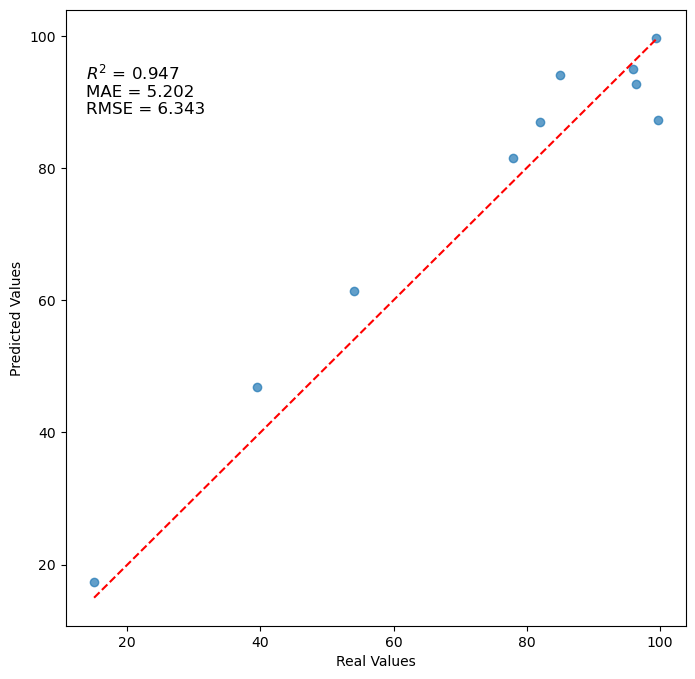 100
80
60
40
20
R² = 0.947
MAE = 5.202
RMSE = 6.343
Predicted Values
20 40 60 80 100
Real Values